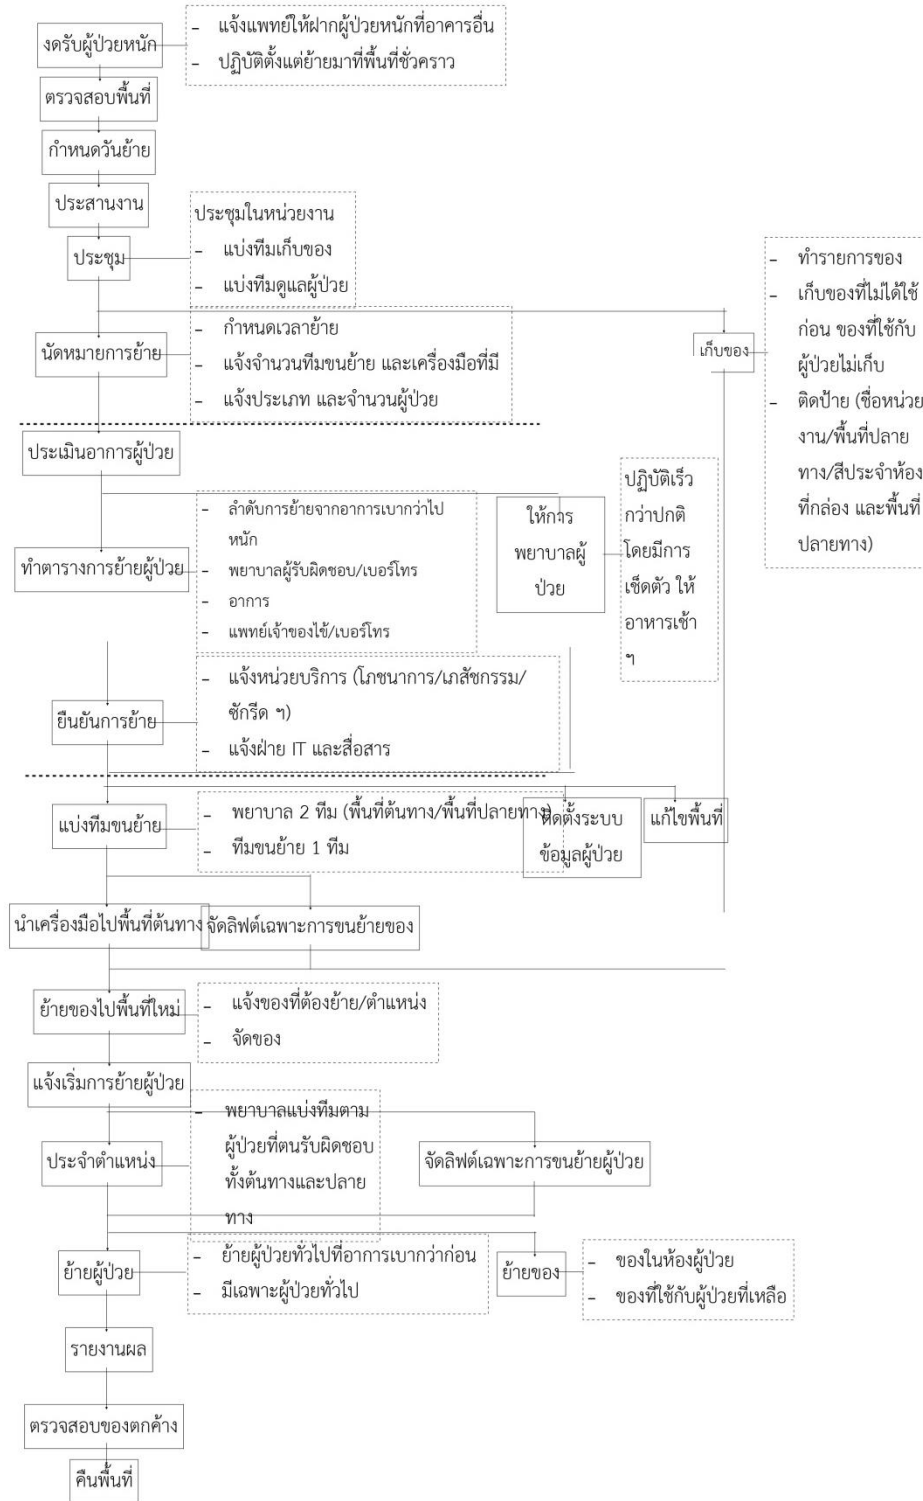 งดรับผู้ป่วยหนัก
- แจ้งแพทย์ให้ฝากผู้ป่วยหนักที่อาคารอื่น
- ปฏิบัติตั้งแต่ย้ายมาที่พื้นที่ชั่วคราว
ตรวจสอบพื้นที่
กำหนดวันย้าย
ประสานงาน
ประชุม
ประชุมในหน่วยงาน
- แบ่งทีมเก็บของ
- แบ่งทีมดูแลผู้ป่วย
นัดหมายการย้าย
- กำหนดเวลาย้าย
- แจ้งจำนวนทีมขนย้าย และเครื่องมือที่มี
- แจ้งประเภท และจำนวนผู้ป่วย
เก็บของ
- ทำรายการของ
- เก็บของที่ไม่ได้ใช้
ก่อน ของที่ใช้กับ
ผู้ป่วยไม่เก็บ
- ติดป้าย (ชื่อหน่วย
งาน/พื้นที่ปลาย
ทาง/สีประจำห้อง
ที่กล่อง และพื้นที่
ปลายทาง)
ประเมินอาการผู้ป่วย
ทำตารางการย้ายผู้ป่วย
- ลำดับการย้ายจากอาการเบากว่าไป
หนัก
- พยาบาลผู้รับผิดชอบ/เบอร์โทร
- อาการ
- แพทย์เจ้าของไข้/เบอร์โทร
ให้การ
พยาบาลผู้
ป่วย
ปฏิบัติเร็ว
กว่าปกติ
โดยมีการ
เช็ดตัว ให้
อาหารเช้า
ฯ
ยืนยันการย้าย
- แจ้งหน่วยบริการ (โภชนาการ/เภสัชกรรม/
ซักรีด ฯ)
- แจ้งฝ่าย IT และสื่อสาร
แบ่งทีมขนย้าย
- พยาบาล 2 ทีม (พื้นที่ต้นทาง/พื้นที่ปลายทาง)
- ทีมขนย้าย 1 ทีม
ติดตั้งระบบ
ข้อมูลผู้ป่วย
แก้ไขพื้นที่
นำเครื่องมือไปพื้นที่ต้นทาง
จัดลิฟต์เฉพาะการขนย้ายของ
ย้ายของไปพื้นที่ใหม่
- แจ้งของที่ต้องย้าย/ตำแหน่ง
- จัดของ
แจ้งเริ่มการย้ายผู้ป่วย
ประจำตำแหน่ง
- พยาบาลแบ่งทีมตาม
ผู้ป่วยที่ตนรับผิดชอบ
ทั้งต้นทางและปลาย
ทาง
จัดลิฟต์เฉพาะการขนย้ายผู้ป่วย
ย้ายผู้ป่วย
- ย้ายผู้ป่วยทั่วไปที่อาการเบากว่าก่อน
- มีเฉพาะผู้ป่วยทั่วไป
ย้ายของ
- ของในห้องผู้ป่วย
- ของที่ใช้กับผู้ป่วยที่เหลือ
รายงานผล
ตรวจสอบของตกค้าง
คืนพื้นที่